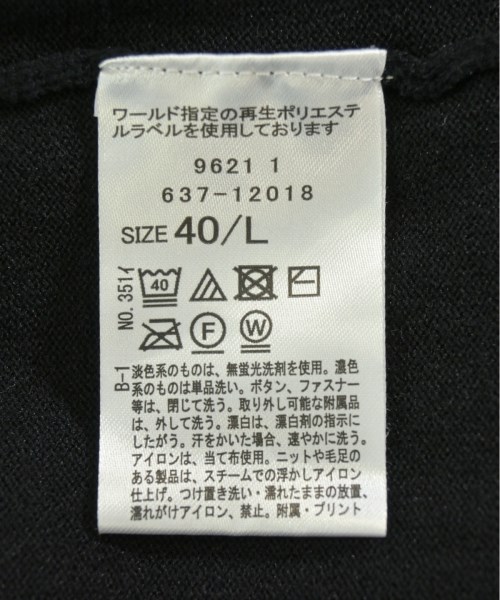 ワールド指定の再生ポリエステ
ルラベルを使用しております
9621 1
637-12018
SIZE 40/L
40
F
W
NO. 351イ
B-1
淡色系のものは、無蛍光洗剤を使用。濃色
系のものは単品洗い。ボタン、ファスナー
等は、閉じて洗う。取り外し可能な附属品
は、外して洗う。漂白は、漂白剤の指示に
したがう。汗をかいた場合、速やかに洗う。
アイロンは、当て布使用。ニットや毛足の
ある製品は、スチームでの浮かしアイロン
仕上げ。つけ置き洗い・濡れたままの放置、
濡れがけアイロン、禁止。附属・プリント